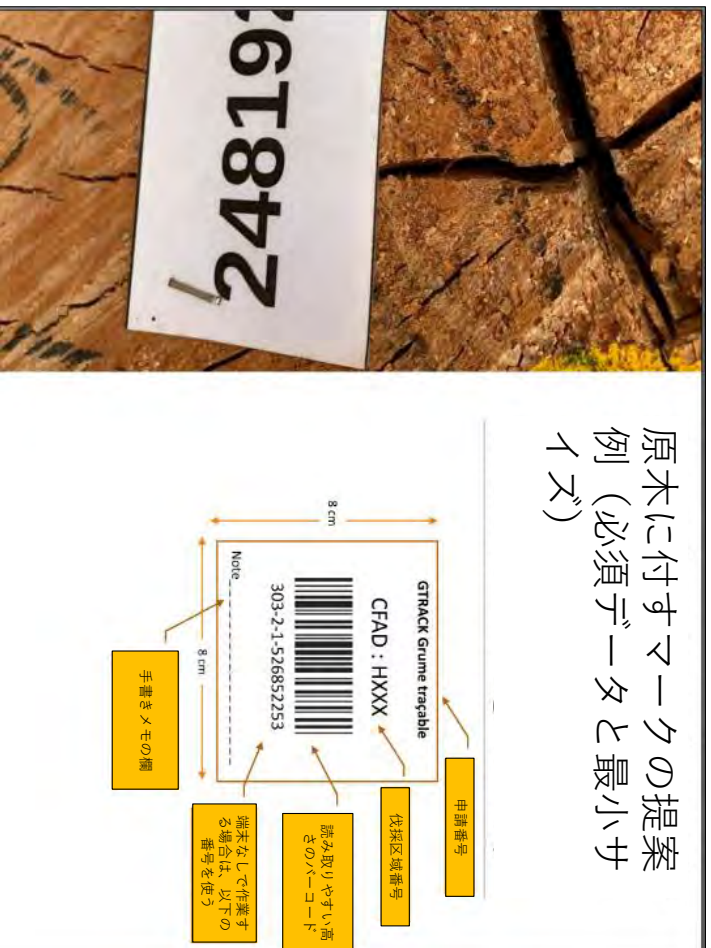 24819
原木に付すマークの提案
例（必須データと最小サ
イズ）
8 cm
8 cm
GTRACK Grume traçable
CFAD : HXXX
303-2-1-526852253
Note
申請番号
伐採区域番号
読み取りやすい高
さのバーコード
端末なしで作業す
る場合は、以下の
番号を使う
手書きメモの欄